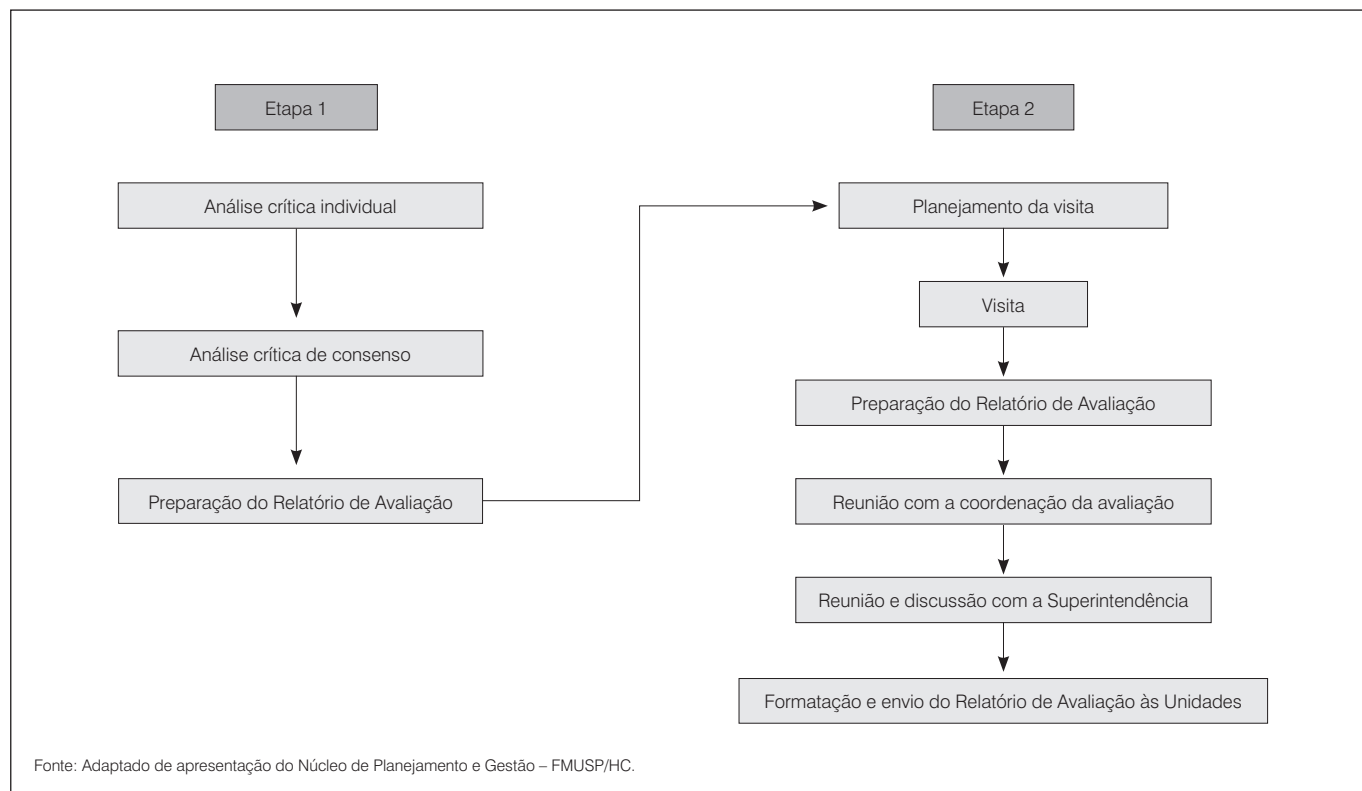 Etapa 1
Análise crítica individual
Análise crítica de consenso
Preparação do Relatório de Avaliação
Etapa 2
Planejamento da visita
Visita
Preparação do Relatório de Avaliação
Reunião com a coordenação da avaliação
Reunião e discussão com a Superintendência
Formatação e envio do Relatório de Avaliação às Unidades
Fonte: Adaptado de apresentação do Núcleo de Planejamento e Gestão – FMUSP/HC.